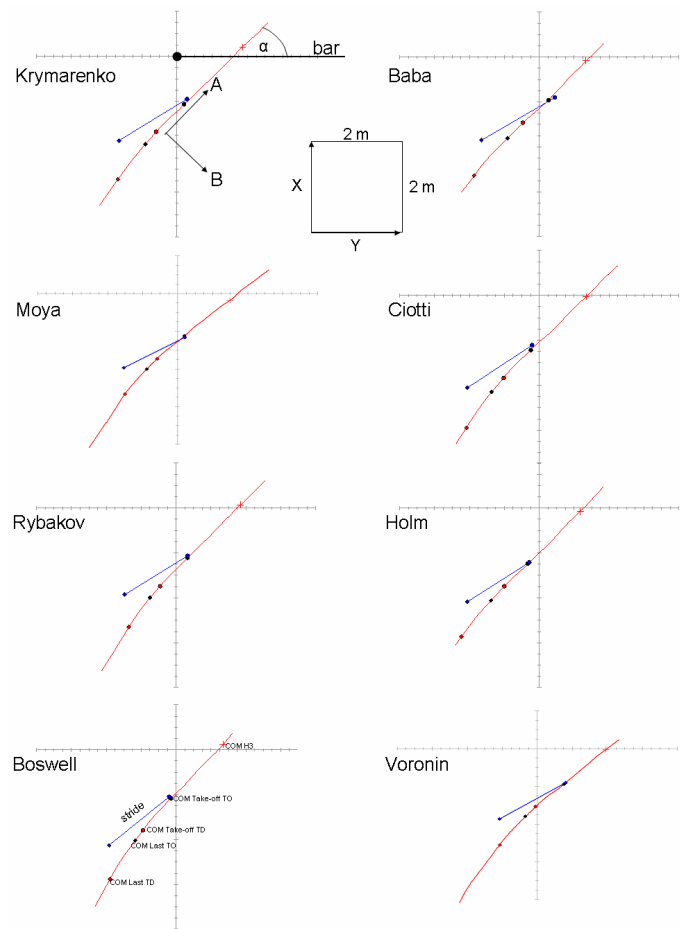 α
bar
Krymarenko
A
B
Baba
2 m
X
2 m
Y
Moya
Ciotti
Rybakov
Holm
Boswell
COM H3
stride
COM Take-off TO
COM Take-off TD
COM Last TO
COM Last TD
Voronin